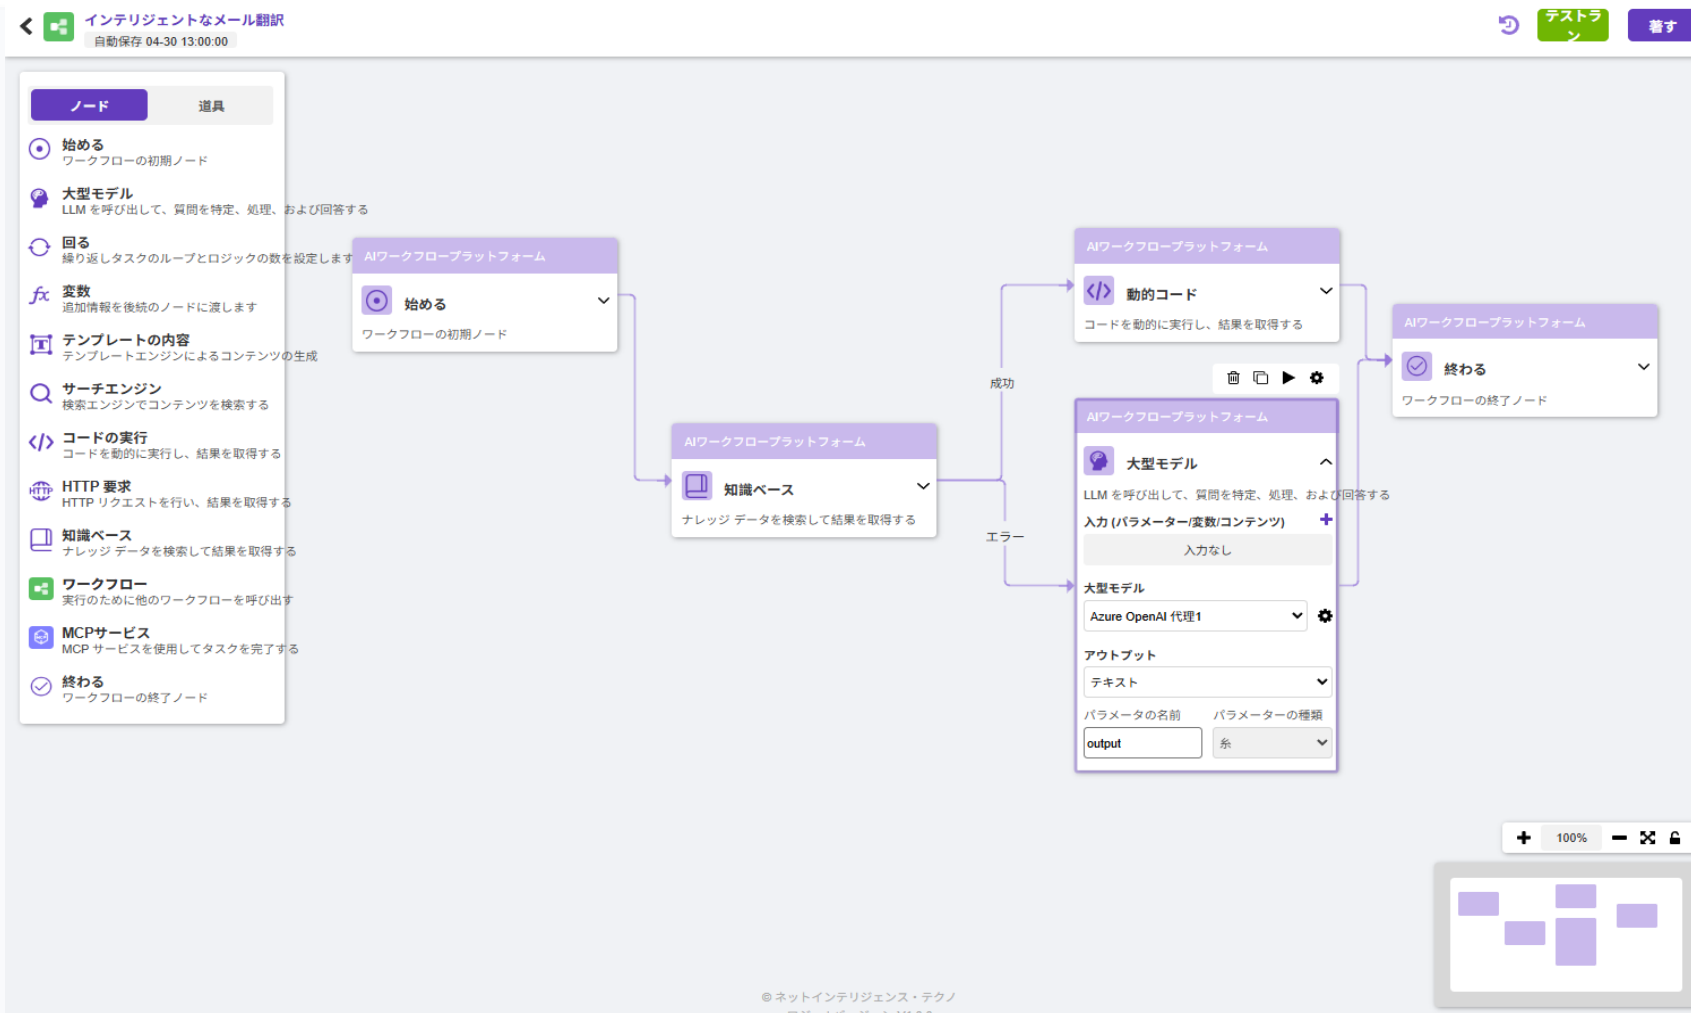 インテリジェントなメール翻訳
自動保存 04-30 13:00:00
テストラン
着す
ノード
道具
始める
ワークフローの初期ノード
大型モデル
LLM を呼び出して、質問を特定、処理、および回答する
回る
繰り返しタスクのループとロジックの数を設定します
変数
追加情報を後続のノードに渡します
テンプレートの内容
テンプレートエンジンによるコンテンツの生成
サーチエンジン
検索エンジンでコンテンツを検索する
コードの実行
コードを動的に実行し、結果を取得する
HTTP 要求
HTTP リクエストを行い、結果を取得する
知識ベース
ナレッジ データを検索して結果を取得する
ワークフロー
実行のために他のワークフローを呼び出す
MCPサービス
MCP サービスを使用してタスクを完了する
終わる
ワークフローの終了ノード
AIワークフロープラットフォーム
始める
ワークフローの初期ノード
AIワークフロープラットフォーム
知識ベース
ナレッジ データを検索して結果を取得する
成功
エラー
AIワークフロープラットフォーム
動的コード
コードを動的に実行し、結果を取得する
AIワークフロープラットフォーム
大型モデル
LLM を呼び出して、質問を特定、処理、および回答する
入力 (パラメーター/変数/コンテンツ)
入力なし
大型モデル
Azure OpenAI 代理1
アウトプット
テキスト
パラメータの名前
パラメーターの種類
output
糸
AIワークフロープラットフォーム
終わる
ワークフローの終了ノード
100%
© ネットインテリジェンス・テクノ